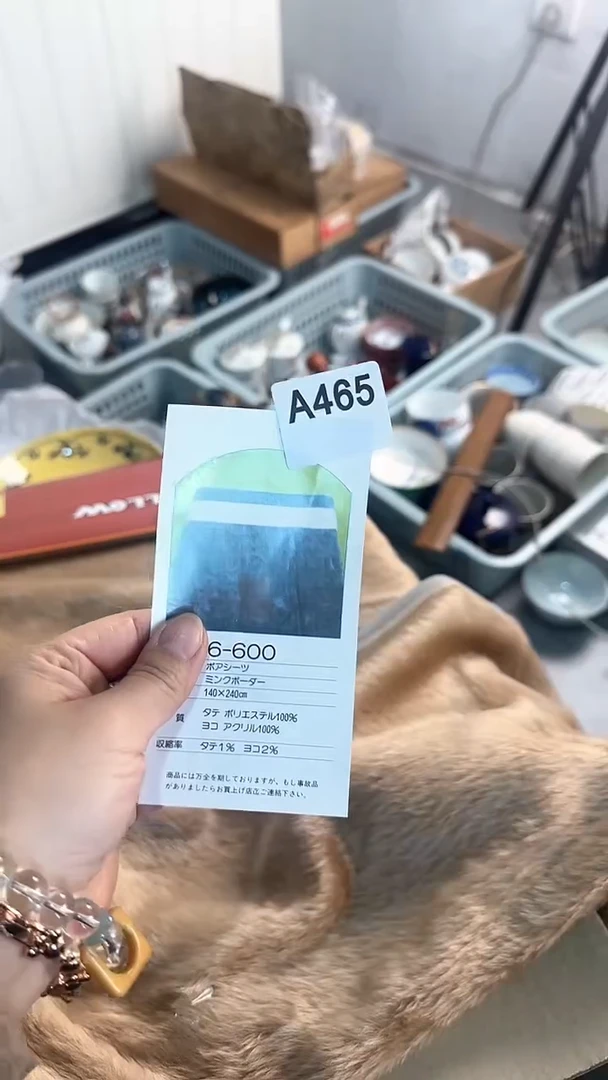 A465
6-600
ボアシーツ
ミンクボーダー
140×240㎝
質 タテ ポリエステル100%
ヨコ アクリル100%
収縮率 タテ1% ヨコ2%
商品には万全を期しておりますが、もし事故品
がありましたらお買上げ店迄ご連絡下さい。
LLOW